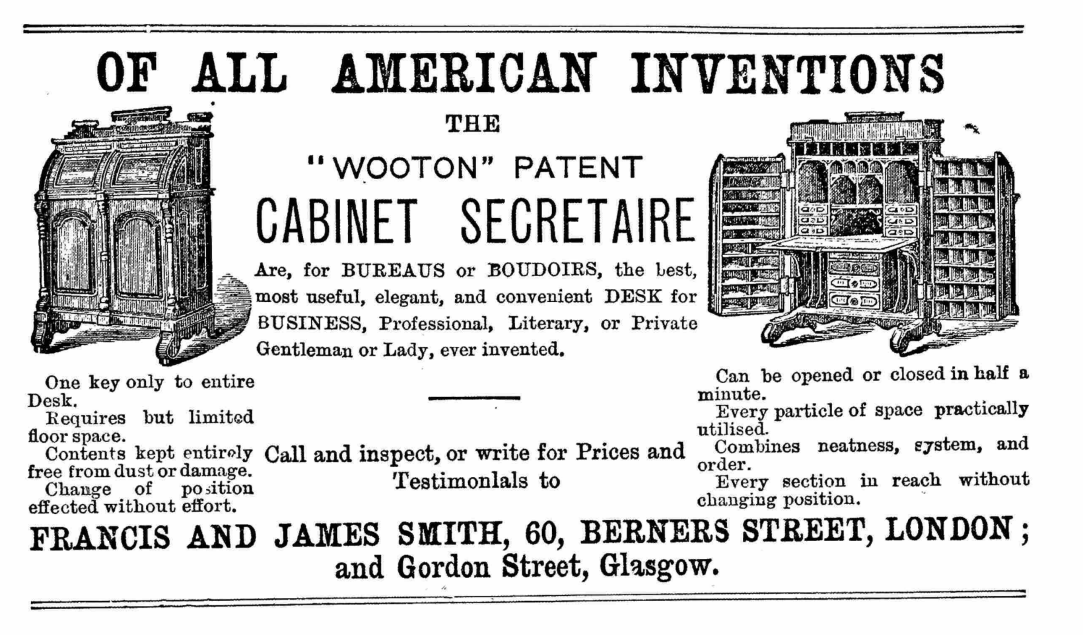 OF ALL AMERICAN INVENTIONS
THE
"WOOTON" PATENT
CABINET SECRETAIRE
Are, for BUREAUS or BOUDOIRS, the best,
most useful, elegant, and convenient DESK for
BUSINESS, Professional, Literary, or Private
Gentleman or Lady, ever invented.
One key only to entire
Desk.
Requires but limited
floor space.
Contents kept entirely
free from dust or damage.
Change of position
effected without effort.
Call and inspect, or write for Prices and
Testimonials to
Can be opened or closed in half a
minute.
Every particle of space practically
utilised.
Combines neatness, system, and
order.
Every section in reach without
changing position.
FRANCIS AND JAMES SMITH, 60, BERNERS STREET, LONDON;
and Gordon Street, Glasgow.